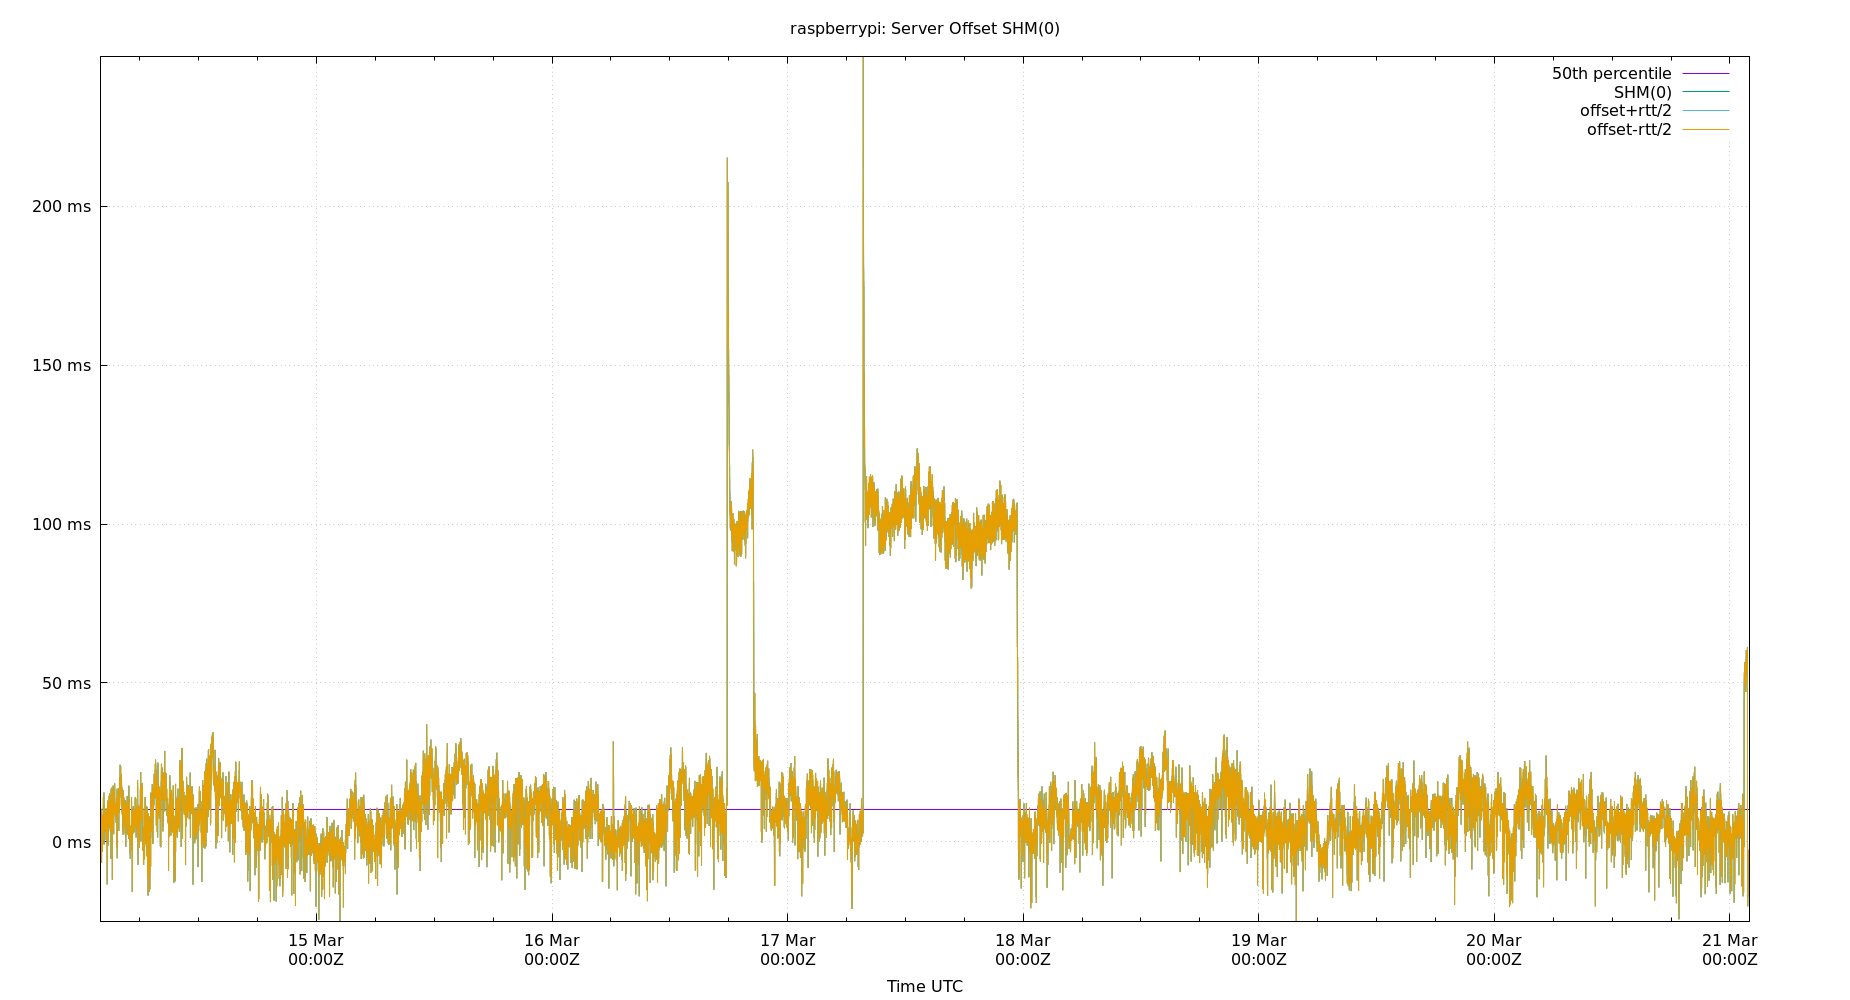 raspberrypi: Server Offset SHM(0)
50th percentile
SHM(0)
offset+rtt/2
offset-rtt/2
200 ms
150 ms
100 ms
50 ms
0 ms
15 Mar 16 Mar 17 Mar 18 Mar 19 Mar 20 Mar 21 Mar
00:00Z 00:00Z 00:00Z 00:00Z 00:00Z 00:00Z 00:00Z
Time UTC